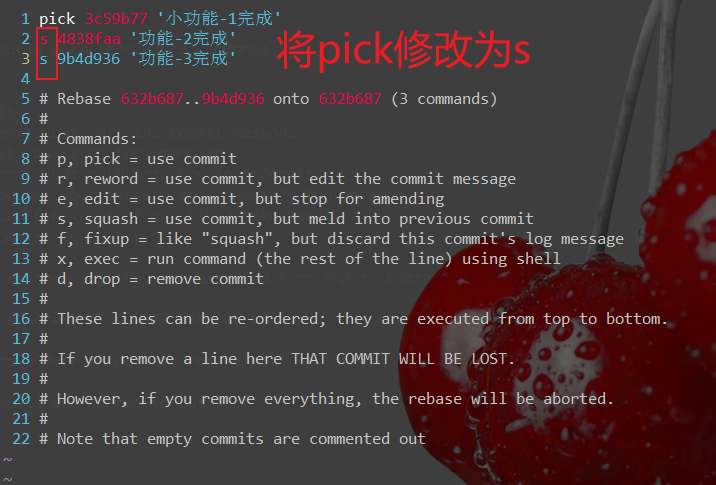 1 pick 3c59b77 '小功能-1完成'
2 s 4838faa '功能-2完成'
3 s 9b4d936 '功能-3完成'
将pick修改为s
4
5 # Rebase 632b687..9b4d936 onto 632b687 (3 commands)
6 #
7 # Commands:
8 # p, pick = use commit
9 # r, reword = use commit, but edit the commit message
10 # e, edit = use commit, but stop for amending
11 # s, squash = use commit, but meld into previous commit
12 # f, fixup = like "squash", but discard this commit's log message
13 # x, exec = run command (the rest of the line) using shell
14 # d, drop = remove commit
15 #
16 # These lines can be re-ordered; they are executed from top to bottom.
17 #
18 # If you remove a line here THAT COMMIT WILL BE LOST.
19 #
20 # However, if you remove everything, the rebase will be aborted.
21 #
22 # Note that empty commits are commented out
~
~